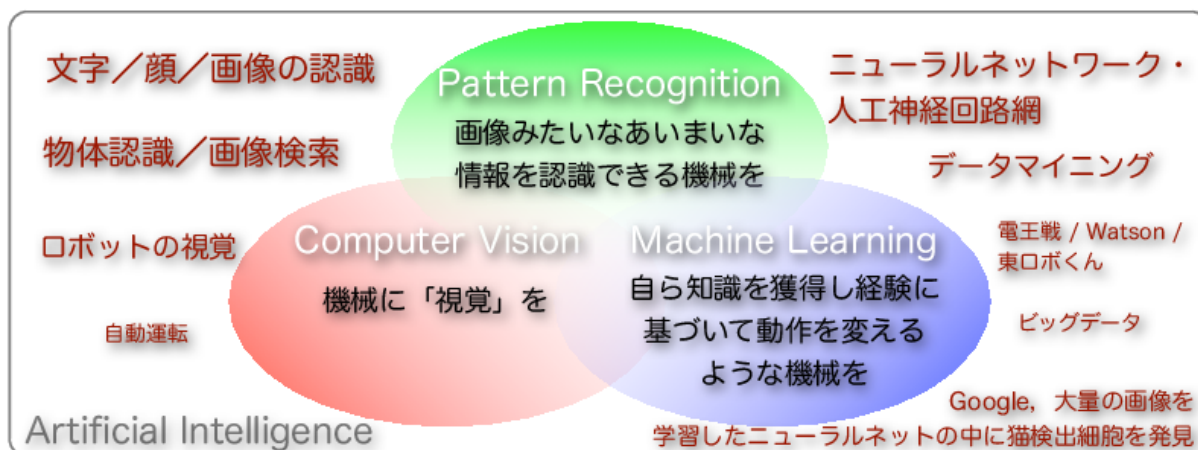 文字／顔／画像の認識
物体認識／画像検索
ロボットの視覚
自動運転
Pattern Recognition
画像みたいなあいまいな
情報を認識できる機械を
Computer Vision
機械に「視覚」を
Machine Learning
自ら知識を獲得し経験に
基づいて動作を変える
ような機械を
ニューラルネットワーク・
人工神経回路網
データマイニング
電王戦 / Watson /
東ロボくん
ビッグデータ
Google，大量の画像を
学習したニューラルネットの中に猫検出細胞を発見
Artificial Intelligence